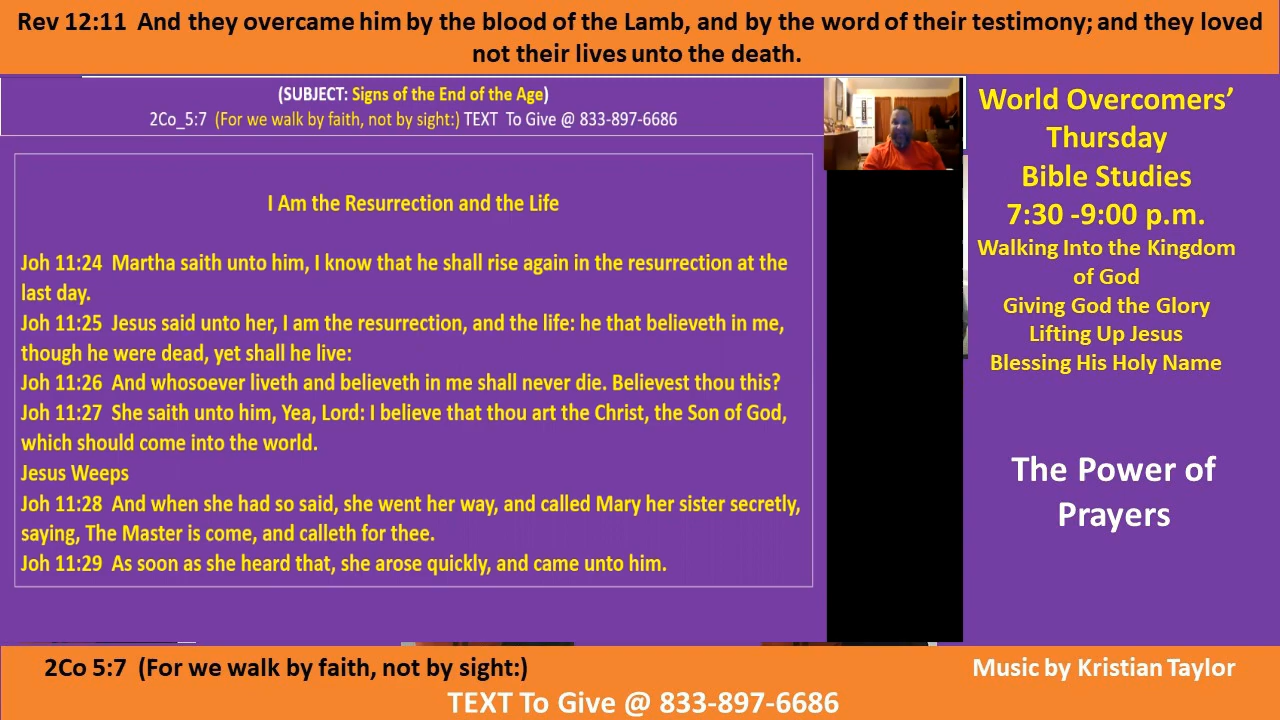 Rev 12:11  And they overcame him by the blood of the Lamb, and by the word of their testimony; and they loved
not their lives unto the death.
(SUBJECT: Signs of the End of the Age)
2Co_5:7  (For we walk by faith, not by sight:) TEXT  To Give @ 833-897-6686
I Am the Resurrection and the Life
Joh 11:24  Martha saith unto him, I know that he shall rise again in the resurrection at the
last day.
Joh 11:25  Jesus said unto her, I am the resurrection, and the life: he that believeth in me,
though he were dead, yet shall he live:
Joh 11:26  And whosoever liveth and believeth in me shall never die. Believest thou this?
Joh 11:27  She saith unto him, Yea, Lord: I believe that thou art the Christ, the Son of God,
which should come into the world.
Jesus Weeps
Joh 11:28  And when she had so said, she went her way, and called Mary her sister secretly,
saying, The Master is come, and calleth for thee.
Joh 11:29  As soon as she heard that, she arose quickly, and came unto him.
World Overcomers’
Thursday
Bible Studies
7:30 -9:00 p.m.
Walking Into the Kingdom
of God
Giving God the Glory
Lifting Up Jesus
Blessing His Holy Name
The Power of
Prayers
2Co 5:7  (For we walk by faith, not by sight:)
Music by Kristian Taylor
TEXT To Give @ 833-897-6686